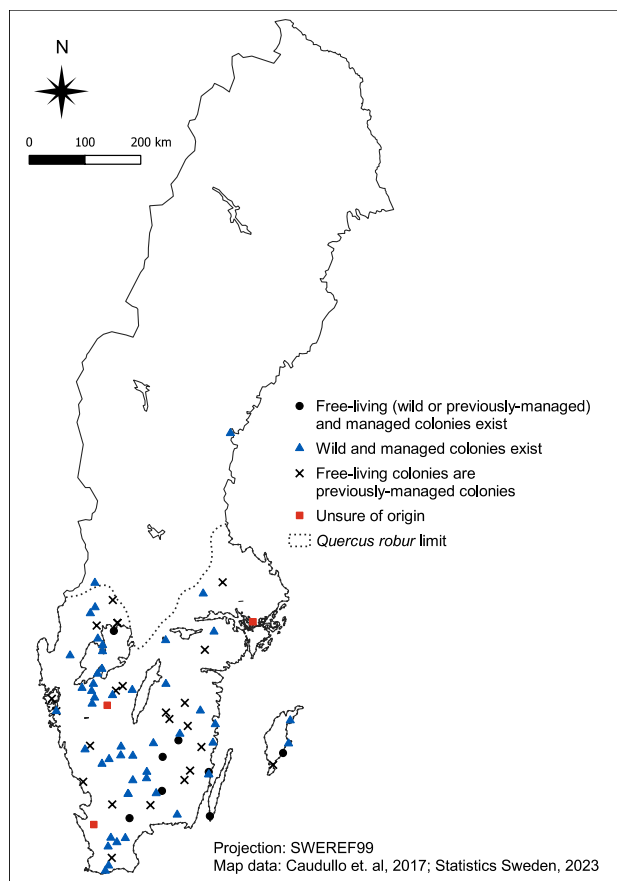 N
0 100 200 km
Free-living (wild or previously-managed)
and managed colonies exist
Wild and managed colonies exist
Free-living colonies are
previously-managed colonies
Unsure of origin
Quercus robur limit
Projection: SWEREF99
Map data: Caudullo et. al, 2017; Statistics Sweden, 2023